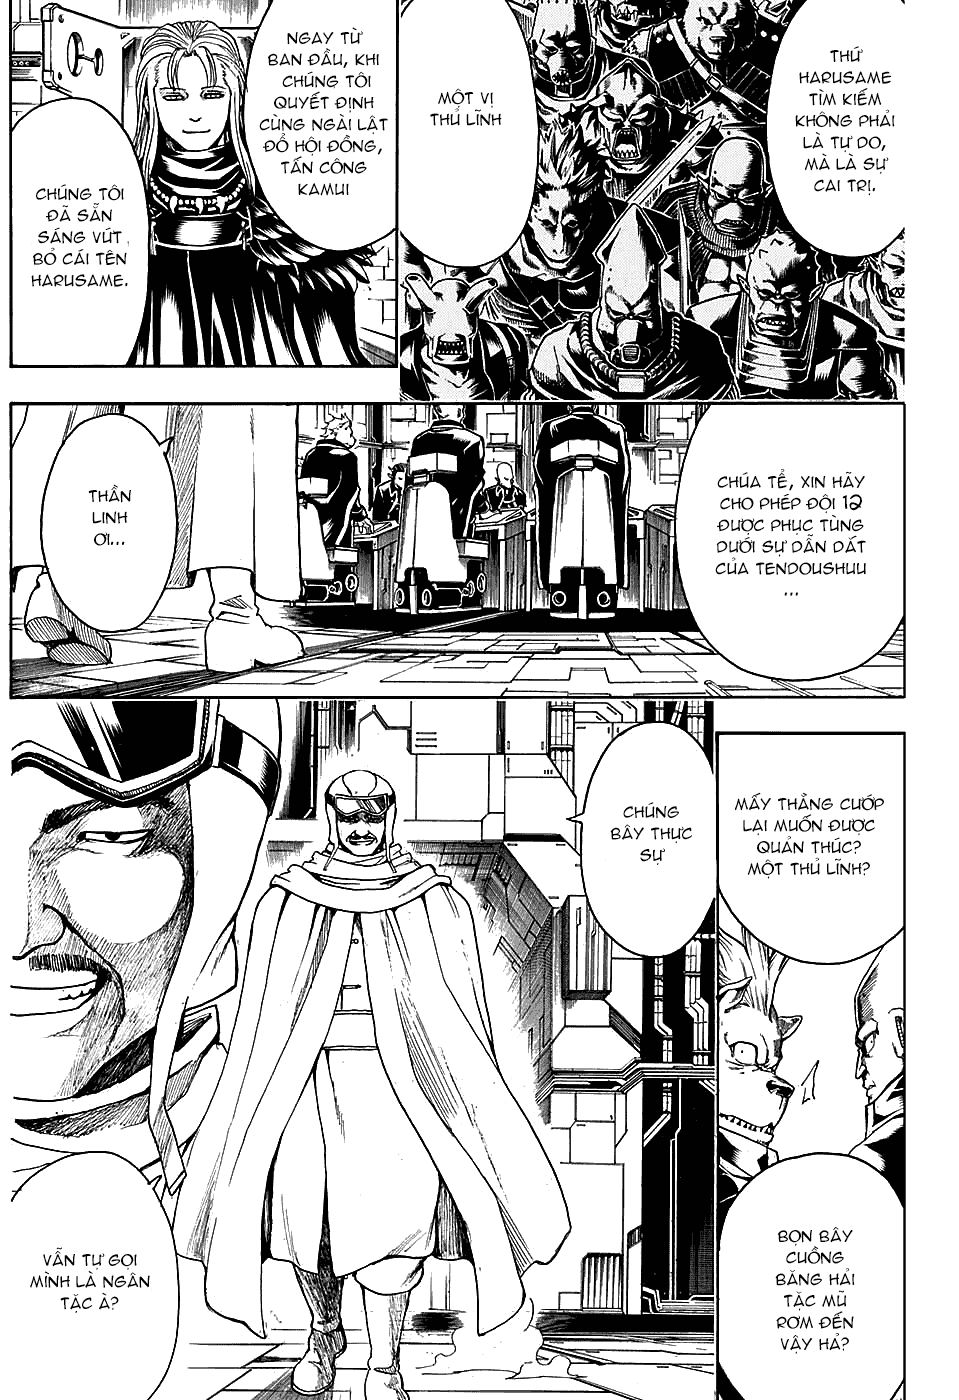 THỨ
HARUSAME
TÌM KIẾM
KHÔNG PHẢI
LÀ TỰ DO,
MÀ LÀ SỰ
CAI TRỊ.
MỘT VỊ
THỦ LĨNH
NGAY TỪ
BAN ĐẦU, KHI
CHÚNG TÔI
QUYẾT ĐỊNH
CÙNG NGÀI LẬT
ĐỔ HỘI ĐỒNG,
TẤN CÔNG
KAMUI
CHÚNG TÔI
ĐÃ SẴN
SÀNG VỨT
BỎ CÁI TÊN
HARUSAME.
CHÚA TỂ, XIN HÃY
CHO PHÉP ĐỘI 12
ĐƯỢC PHỤC TÙNG
DƯỚI SỰ DẪN DẤT
CỦA TENDOUSHUU
...
THẦN
LINH
ƠI...
MẤY THẰNG CƯỚP
LẠI MUỐN ĐƯỢC
QUẢN THÚC?
MỘT THỦ LĨNH?
BỌN BÂY
CUỒNG
BĂNG HẢI
TẶC MŨ
RƠM ĐẾN
VẬY HẢ?
CHÚNG
BÂY THỰC
SỰ
VẪN TỰ GỌI
MÌNH LÀ NGÂN
TẶC À?